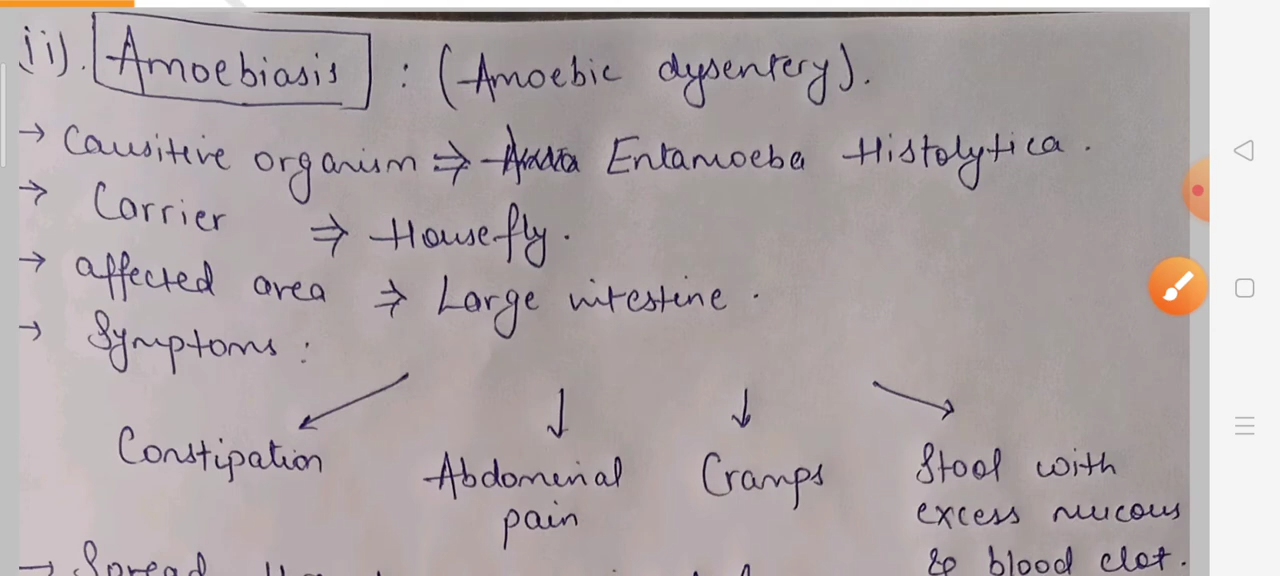 ii). Amoebiasis : (Amoebic dysentery).
→ Causitive organism ⇒ Entamoeba Histolytica.
→ Carrier ⇒ Housefly.
→ affected area ⇒ Large intestine.
→ Symptoms:
Constipation
Abdomenial pain
Cramps
Stool with excess mucous & blood clot.
→ Spread